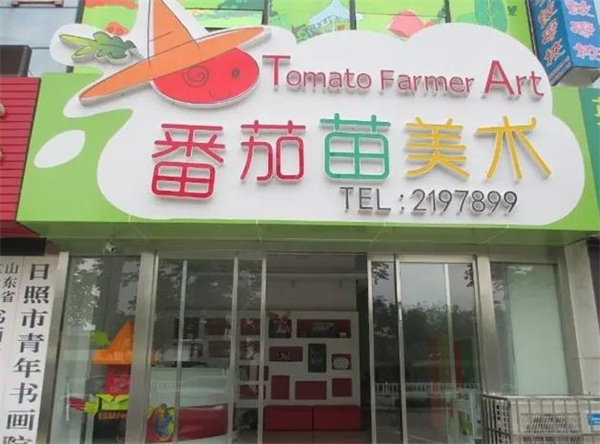 Tomato Farmer Art
番茄苗美术
TEL:2197899
日照市青年书画院
山东省